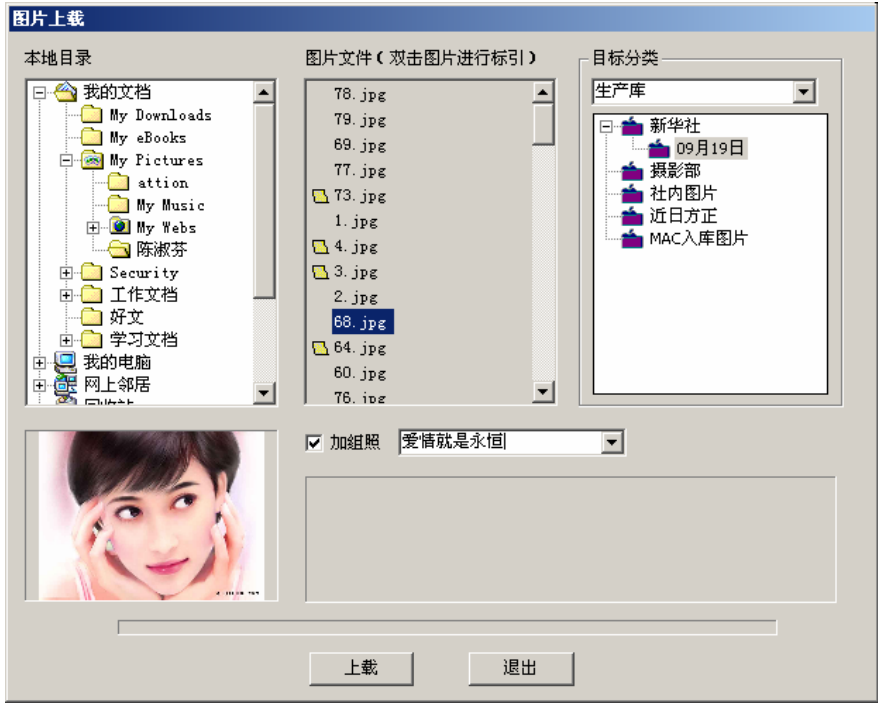 图片上载
本地目录
我的文档
My Downloads
My eBooks
My Pictures
attion
My Music
My Webs
陈淑芬
Security
工作文档
好文
学习文档
我的电脑
网上邻居
回收站
图片文件(双击图片进行标引)
78.jpg
79.jpg
69.jpg
77.jpg
73.jpg
1.jpg
4.jpg
3.jpg
2.jpg
68.jpg
64.jpg
60.jpg
76.jpg
目标分类
生产库
新华社
09月19日
摄影部
社内图片
近日方正
MAC入库图片
加组照 爱情就是永恒
上载
退出